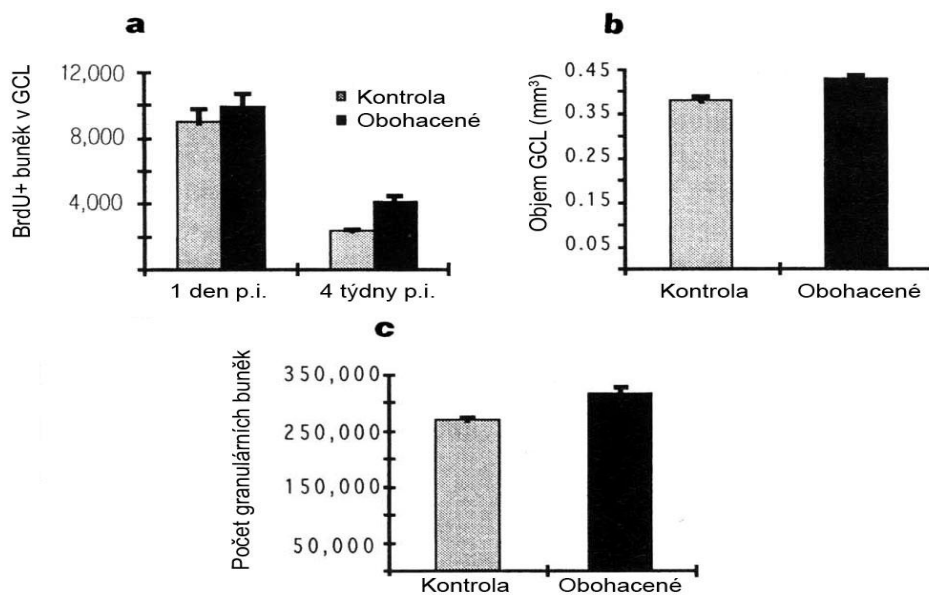 a
BrdU+ buněk v GCL
12,000
8,000
4,000
Kontrola
Obohacené
1 den p.i.
4 týdny p.i.
b
Objem GCL (mm³)
0.45
0.35
0.25
0.15
0.05
Kontrola
Obohacené
c
Počet granulárních buněk
350,000
250,000
150,000
50,000
Kontrola
Obohacené